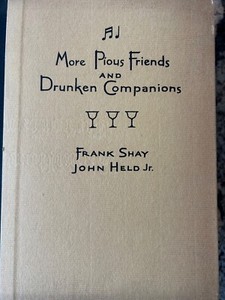 More Pious Friends
AND
Drunken Companions
FRANK SHAY
JOHN HELD Jr.